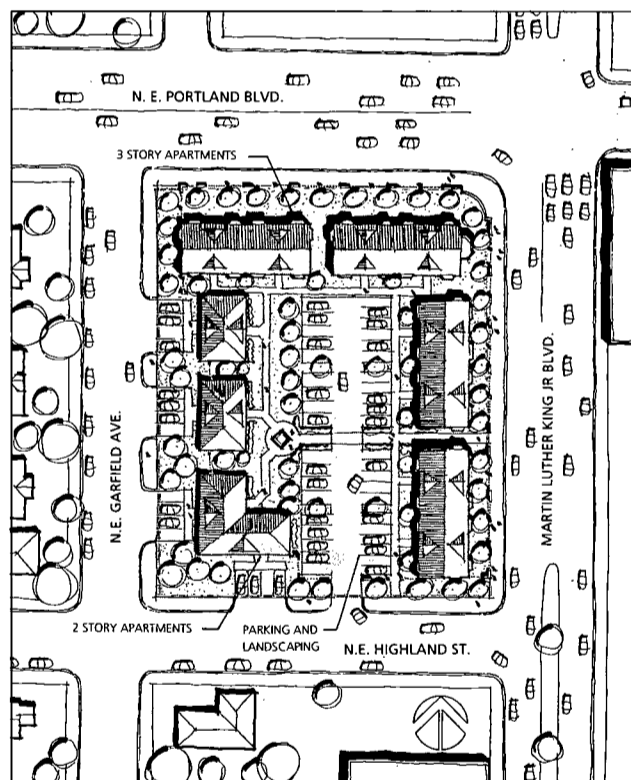 N. E. PORTLAND BLVD.
3 STORY APARTMENTS
MARTIN LUTHER KING JR BLVD.
N.E. GARFIELD AVE.
2 STORY APARTMENTS
PARKING AND
LANDSCAPING
N.E. HIGHLAND ST.